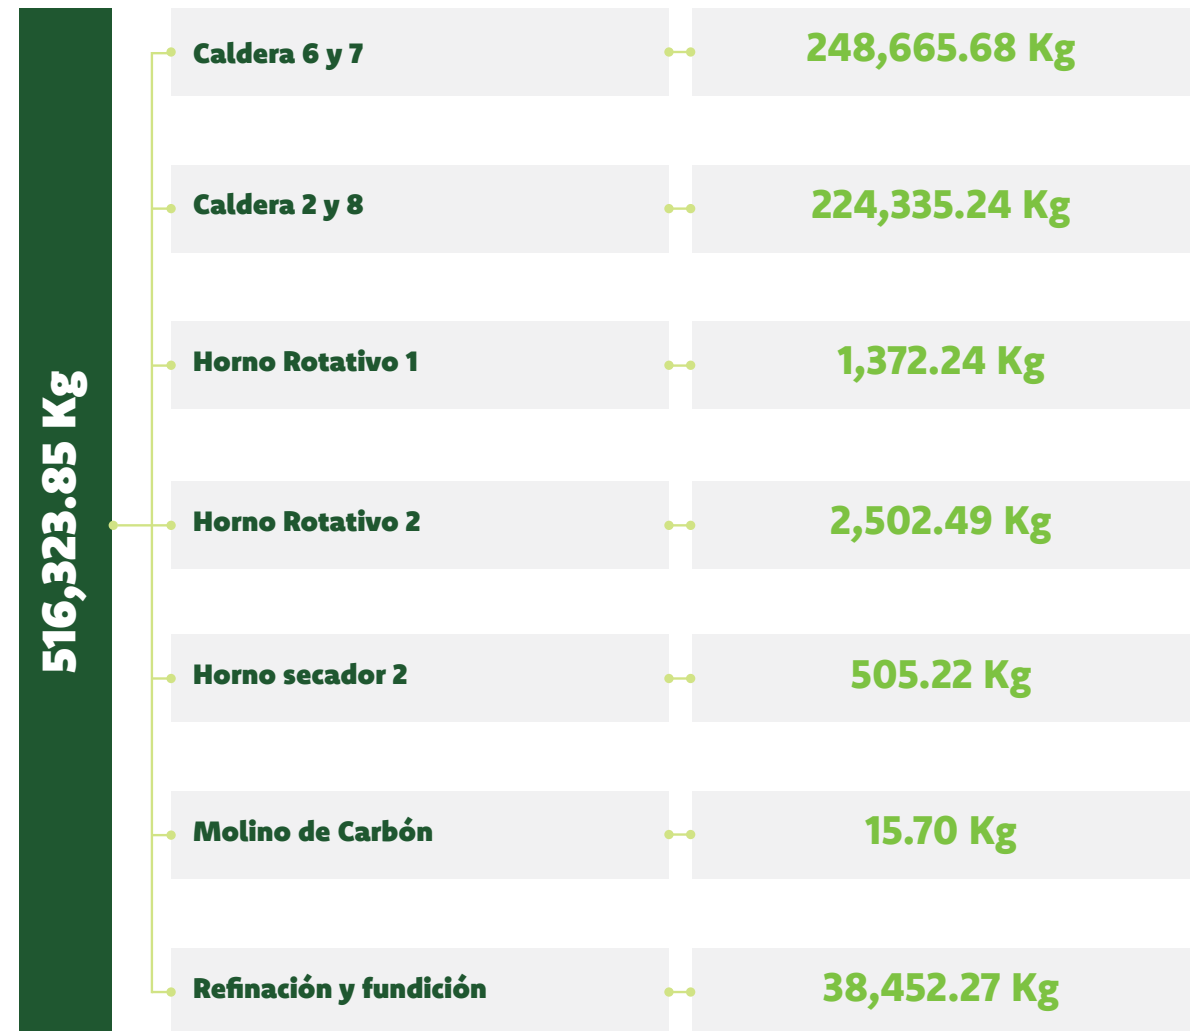 516,323.85 Kg
Caldera 6 y 7
248,665.68 Kg
Caldera 2 y 8
224,335.24 Kg
Horno Rotativo 1
1,372.24 Kg
Horno Rotativo 2
2,502.49 Kg
Horno secador 2
505.22 Kg
Molino de Carbón
15.70 Kg
Refinación y fundición
38,452.27 Kg